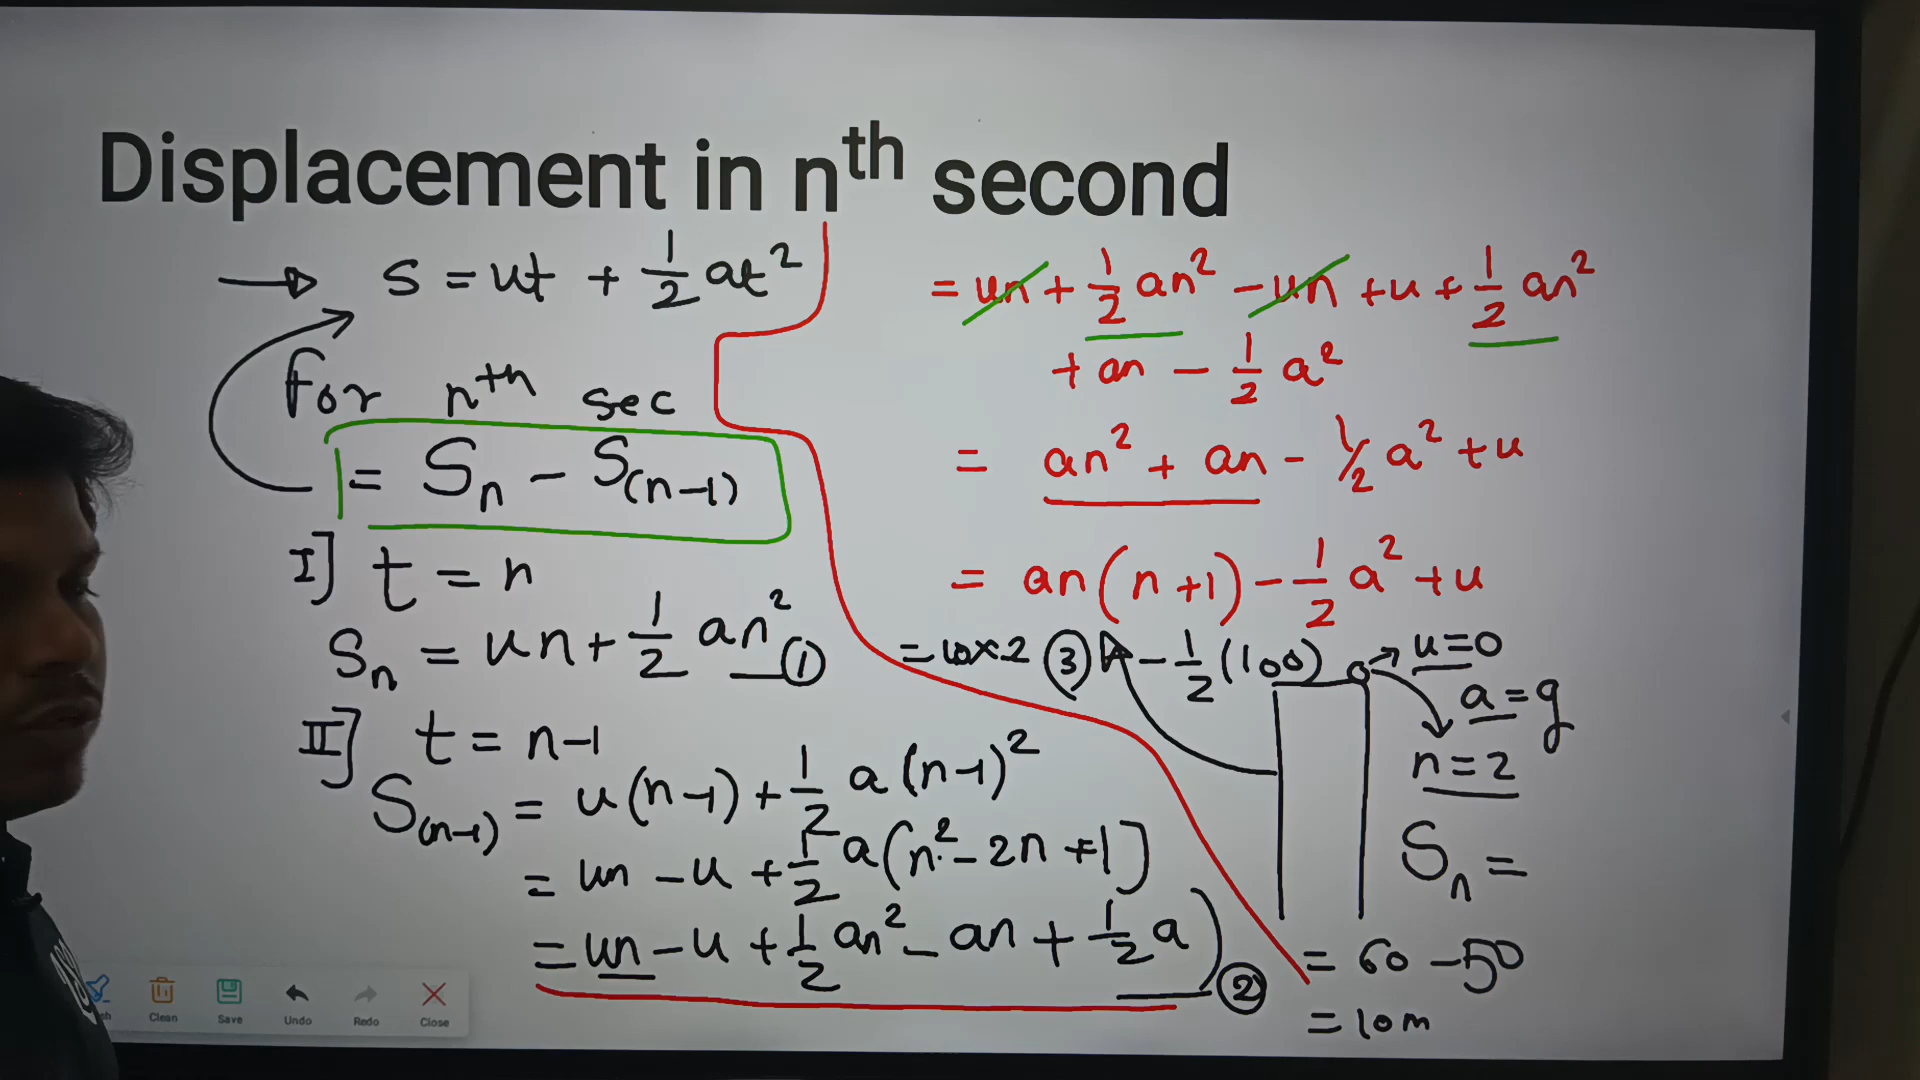 Displacement in nᵗʰ second
s = ut + 1/2 at²
For nᵗʰ sec
= Sₙ − S₍ₙ₋₁₎
I] t = n
Sₙ = un + 1/2 an² ①
II] t = n-1
S₍ₙ₋₁₎ = u(n-1) + 1/2 a (n-1)²
= un − u + 1/2 a(n² − 2n + 1)
= un − u + 1/2 an² − an + 1/2 a) ②
= un + 1/2 an² − un + u + 1/2 an²
+ an − 1/2 a²
= an² + an − 1/2 a² + u
= an(n+1) − 1/2 a² + u
= 10×2 (3) − 1/2 (100)
u = 0
a = g
n = 2
Sₙ =
= 60 − 50
= 10m
Clean Save Undo Redo Close